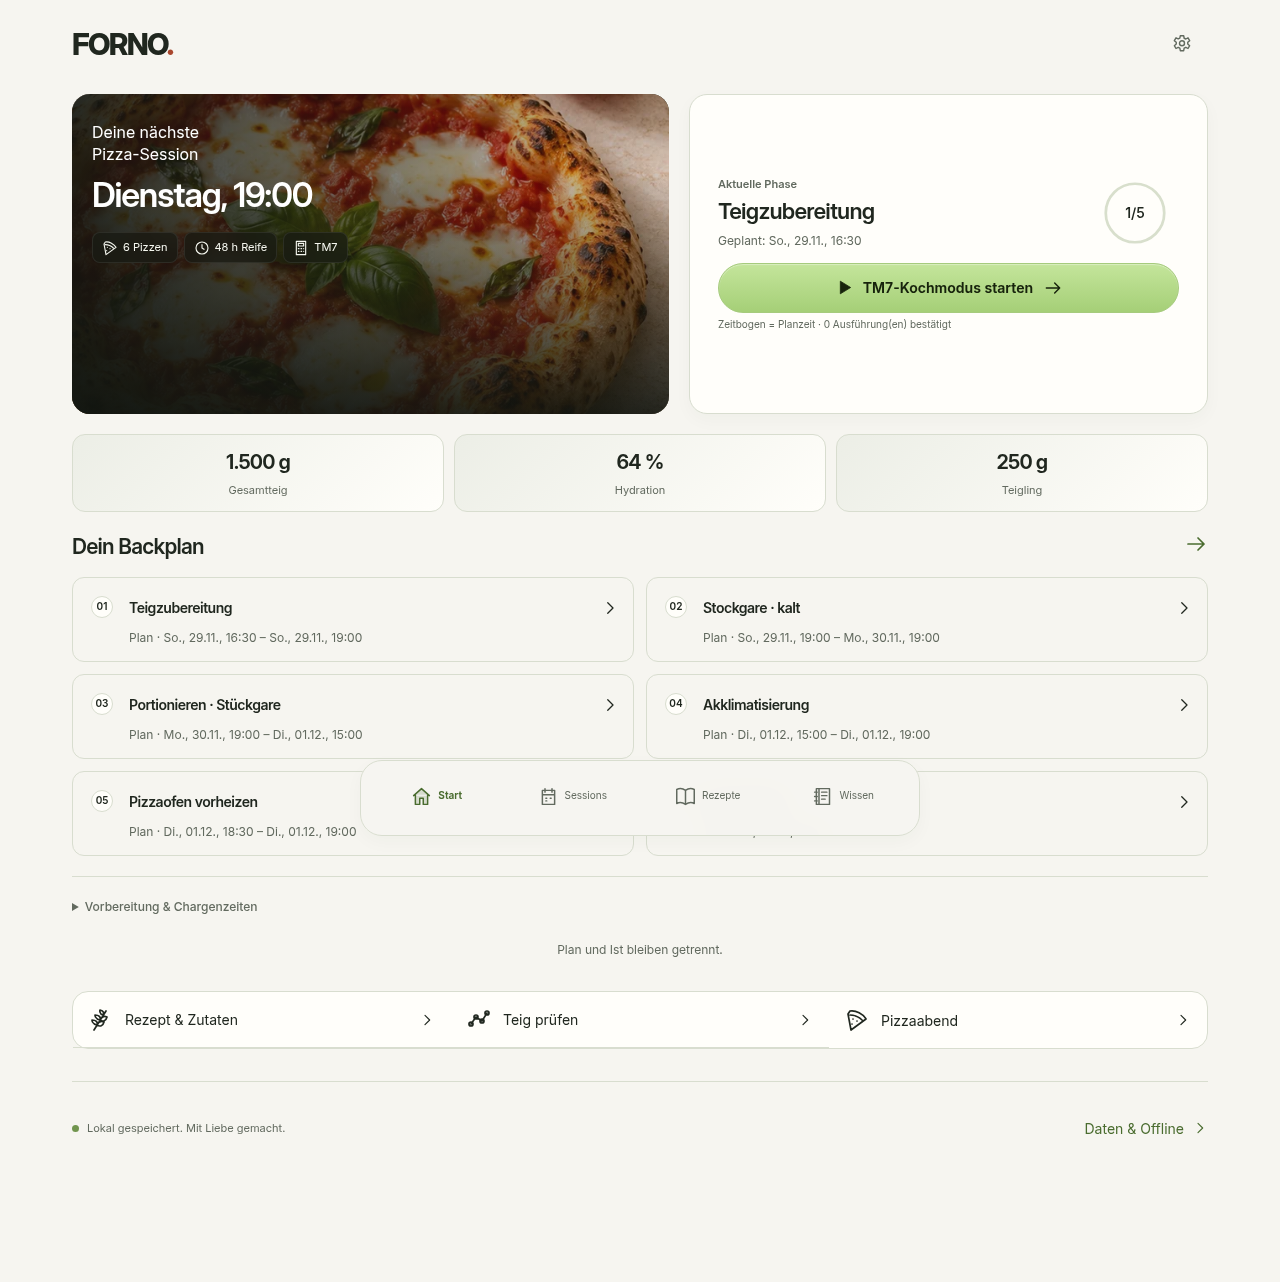 FORNO.
Deine nächste
Pizza-Session
Dienstag, 19:00
6 Pizzen
48 h Reife
TM7
Aktuelle Phase
Teigzubereitung
Geplant: So., 29.11., 16:30
1/5
TM7-Kochmodus starten
Zeitbogen = Planzeit · 0 Ausführung(en) bestätigt
1.500 g
Gesamtteig
64 %
Hydration
250 g
Teigling
Dein Backplan
01 Teigzubereitung
Plan · So., 29.11., 16:30 – So., 29.11., 19:00
02 Stockgare · kalt
Plan · So., 29.11., 19:00 – Mo., 30.11., 19:00
03 Portionieren · Stückgare
Plan · Mo., 30.11., 19:00 – Di., 01.12., 15:00
04 Akklimatisierung
Plan · Di., 01.12., 15:00 – Di., 01.12., 19:00
05 Pizzaofen vorheizen
Plan · Di., 01.12., 18:30 – Di., 01.12., 19:00
Start
Sessions
Rezepte
Wissen
Vorbereitung & Chargenzeiten
Plan und Ist bleiben getrennt.
Rezept & Zutaten
Teig prüfen
Pizzaabend
Lokal gespeichert. Mit Liebe gemacht.
Daten & Offline